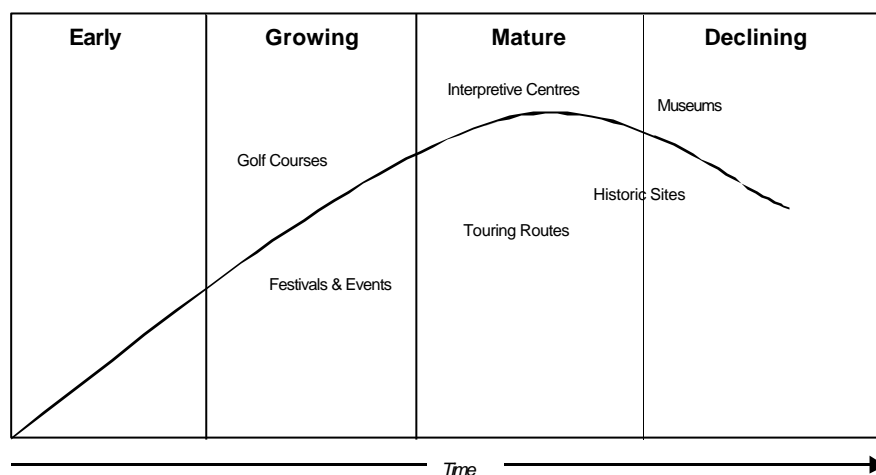 Early Growing Mature Declining
Interpretive Centres
Museums
Golf Courses
Historic Sites
Touring Routes
Festivals & Events
Time